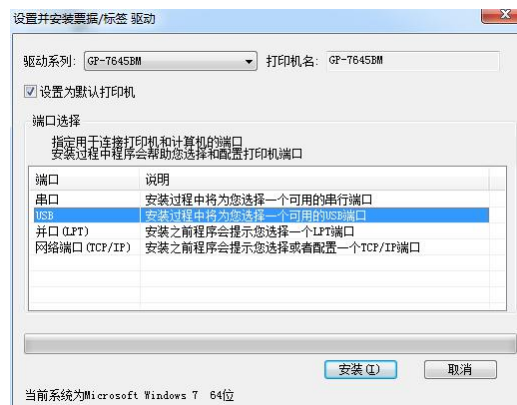 设置并安装票据/标签 驱动
驱动系列: GP-7645BM 打印机名: GP-7645BM
设置为默认打印机
端口选择
指定用于连接打印机和计算机的端口
安装过程中程序会帮助您选择和配置打印机端口
端口 说明
串口 安装过程中将为您选择一个可用的串行端口
USB 安装过程中将为您选择一个可用的USB端口
并口(LPT) 安装之前程序会提示您选择一个LPT端口
网络端口(TCP/IP) 安装之前程序会提示您选择或者配置一个TCP/IP端口
安装(I) 取消
当前系统为Microsoft Windows 7 64位